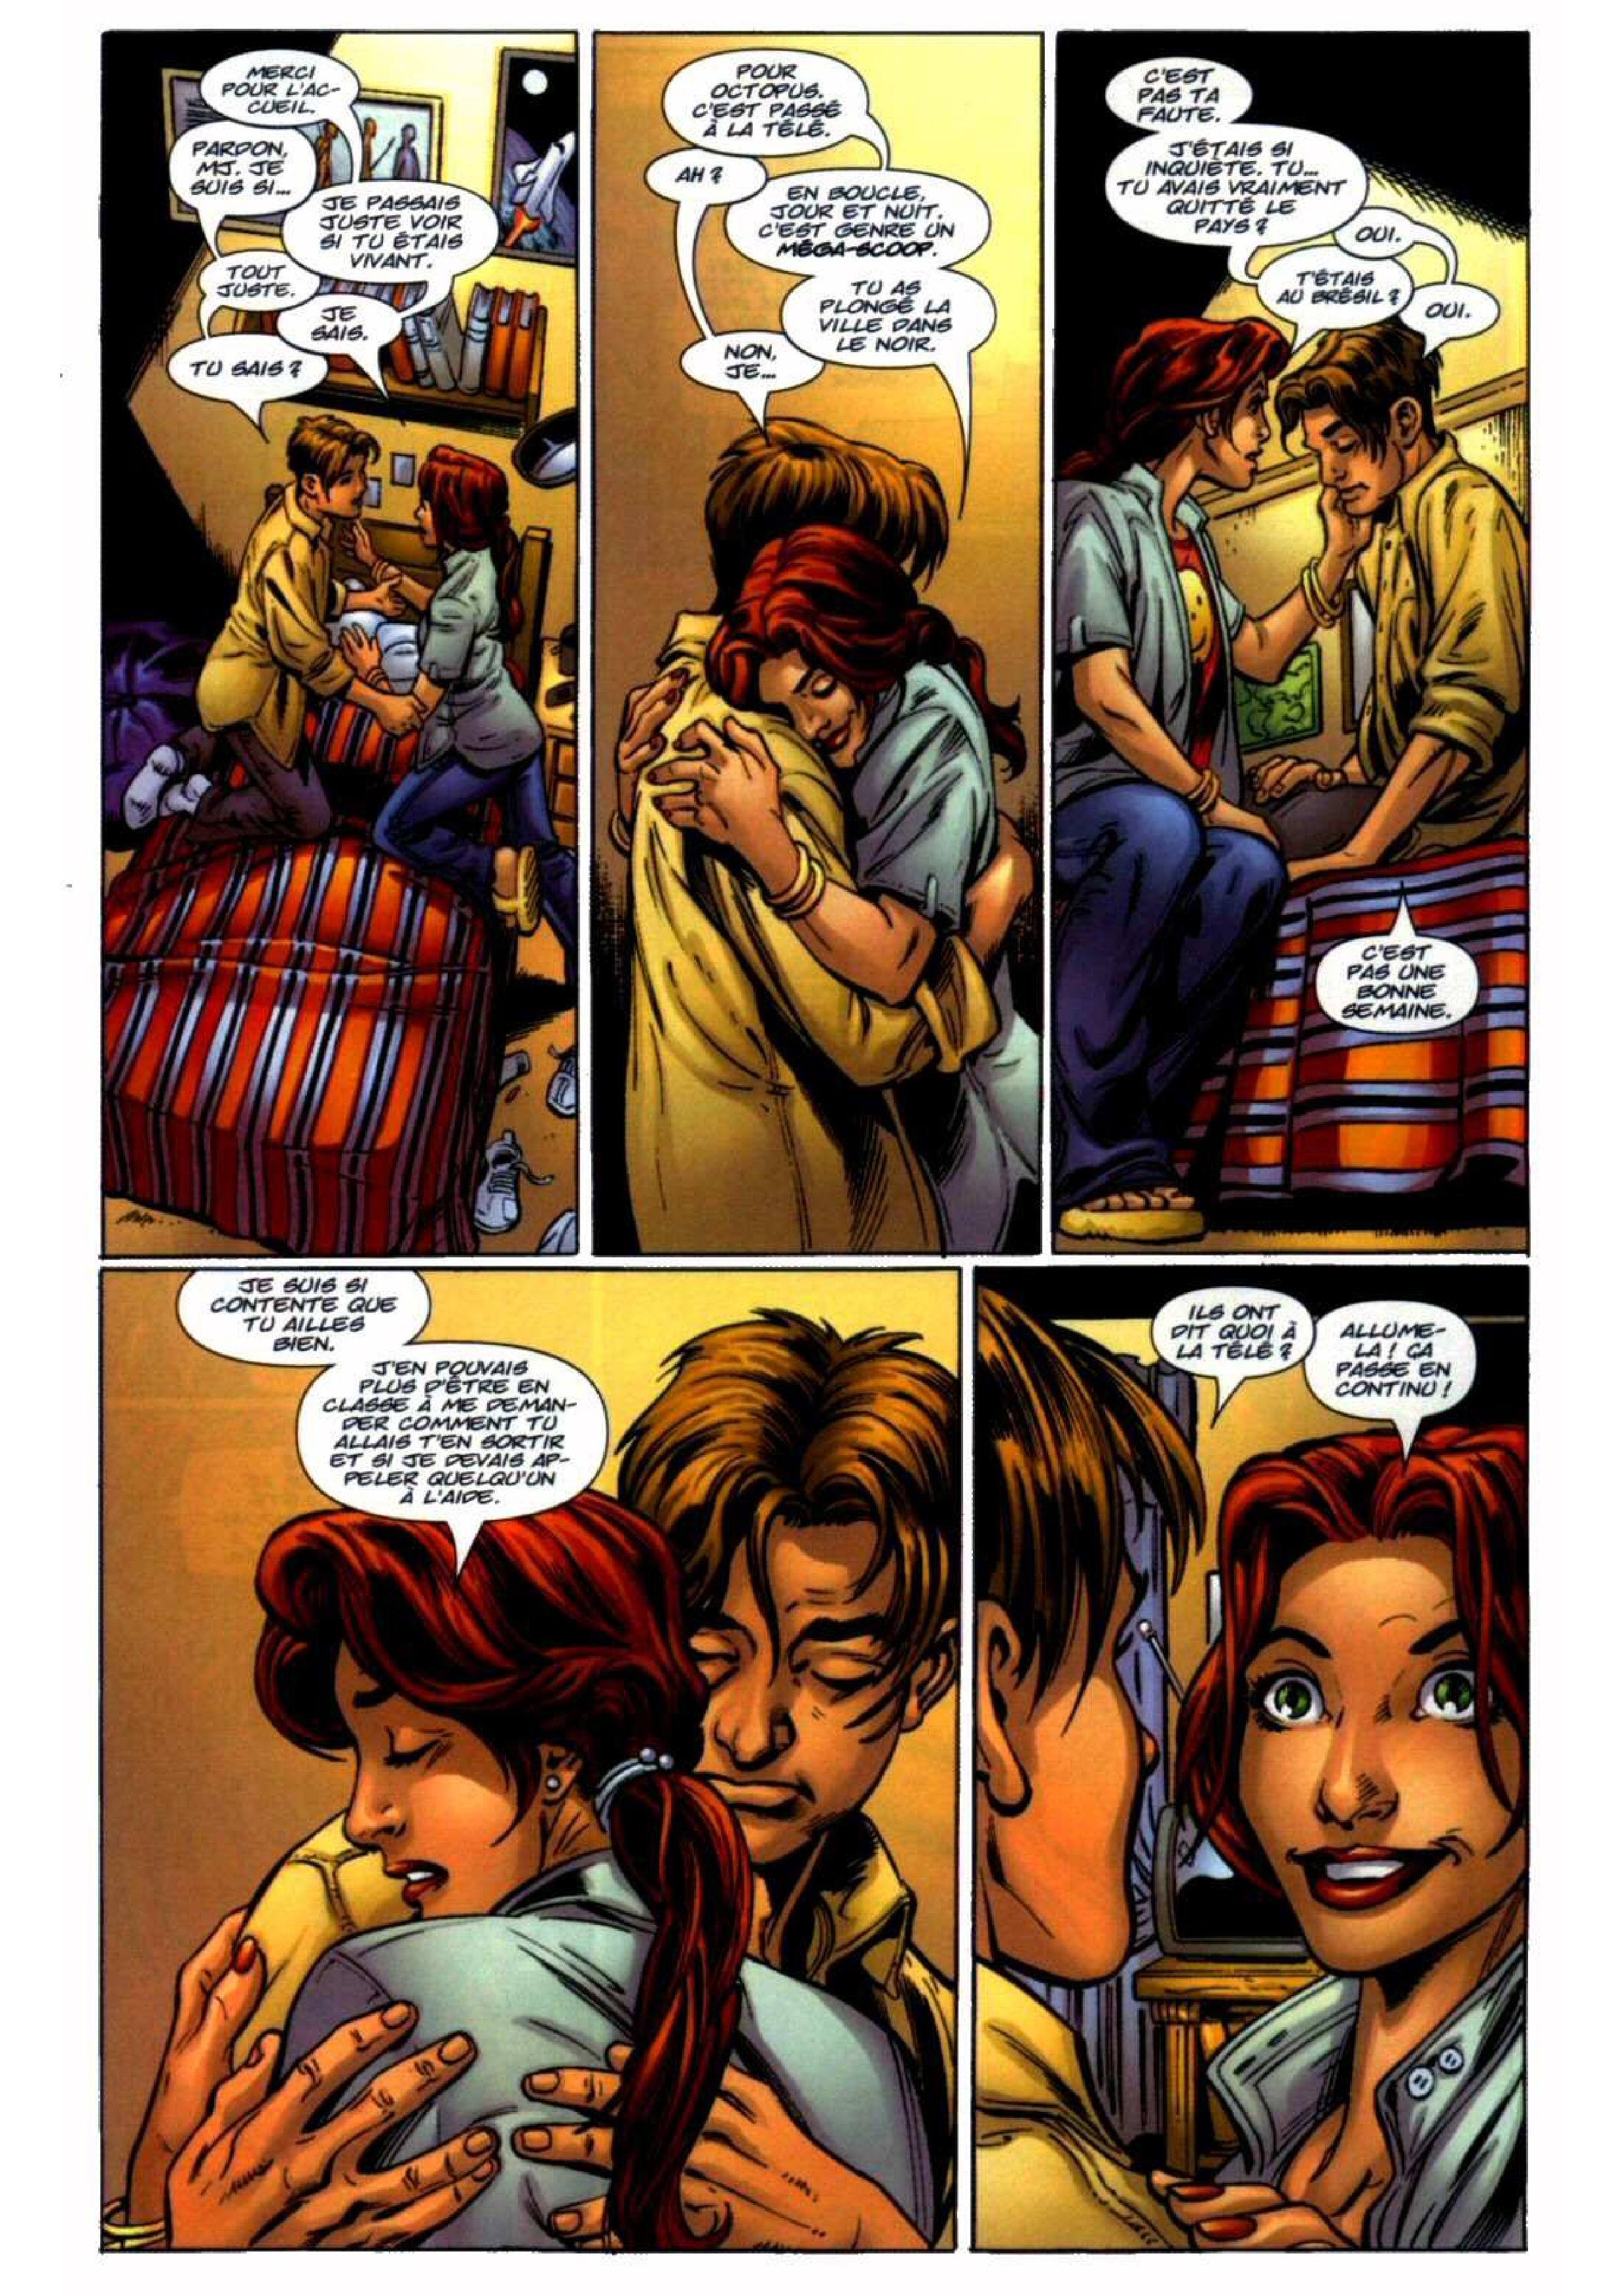 MERCI
POUR L'AC-
CUEIL.
PARDON,
MJ. JE
SUIS SI...
JE PASSAIS
JUSTE VOIR
SI TU ÉTAIS
VIVANT.
TOUT
JUSTE.
JE
SAIS.
TU SAIS ?
POUR
OCTOPUS.
C'EST PASSÉ
À LA TÉLÉ.
AH ?
EN BOUCLE,
JOUR ET NUIT.
C'EST GENRE UN
MÉGA-SCOOP.
TU AS
PLONGÉ LA
VILLE DANS
LE NOIR.
NON,
JE...
C'EST
PAS TA
FAUTE.
J'ÉTAIS SI
INQUIÈTE. TU...
TU AVAIS VRAIMENT
QUITTÉ LE
PAYS ?
OUI.
T'ÉTAIS
AU BRÉSIL ?
OUI.
C'EST
PAS UNE
BONNE
SEMAINE.
JE SUIS SI
CONTENTE QUE
TU AILLES
BIEN.
J'EN POUVAIS
PLUS D'ÊTRE EN
CLASSE À ME DEMAN-
DER COMMENT TU
ALLAIS T'EN SORTIR
ET SI JE DEVAIS AP-
PELER QUELQU'UN
À L'AIDE.
ILS ONT
DIT QUOI À
LA TÉLÉ ?
ALLUME-
LA ! ÇA
PASSE EN
CONTINU !